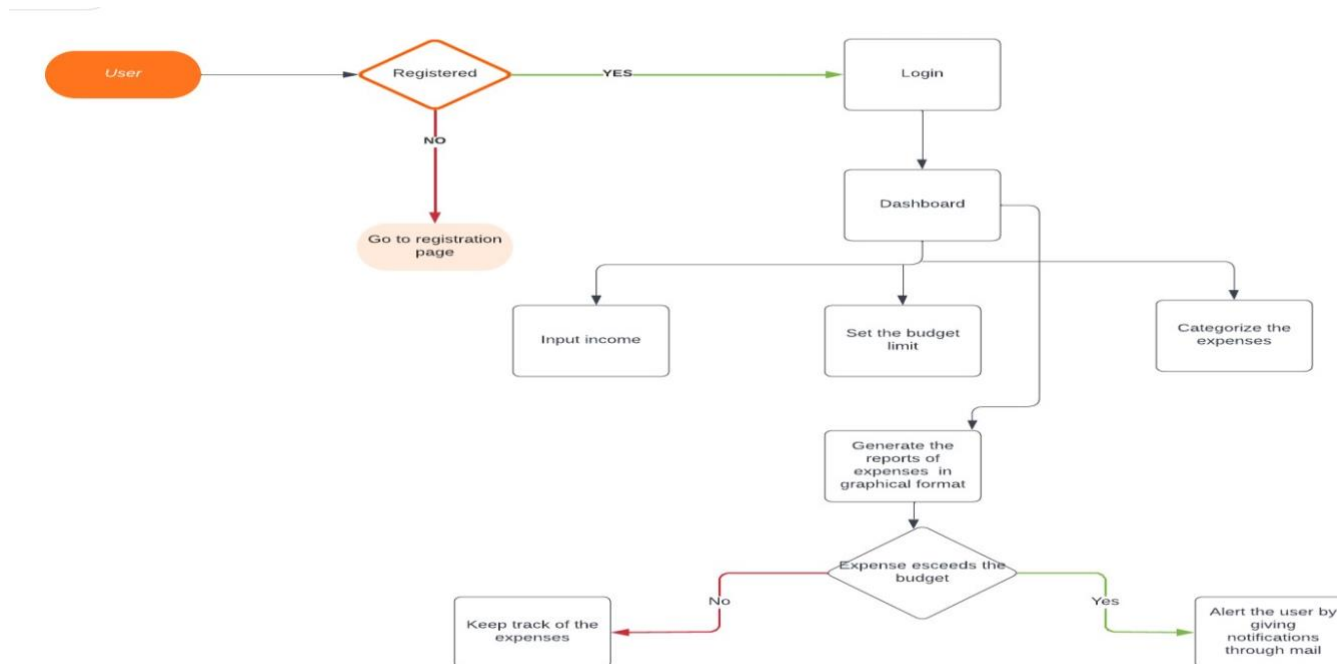 User
Registered
YES
Login
NO
Dashboard
Go to registration
page
Input income
Set the budget
limit
Categorize the
expenses
Generate the
reports of
expenses in
graphical format
Expense exceeds the
budget
No
Yes
Keep track of the
expenses
Alert the user by
giving
notifications
through mail